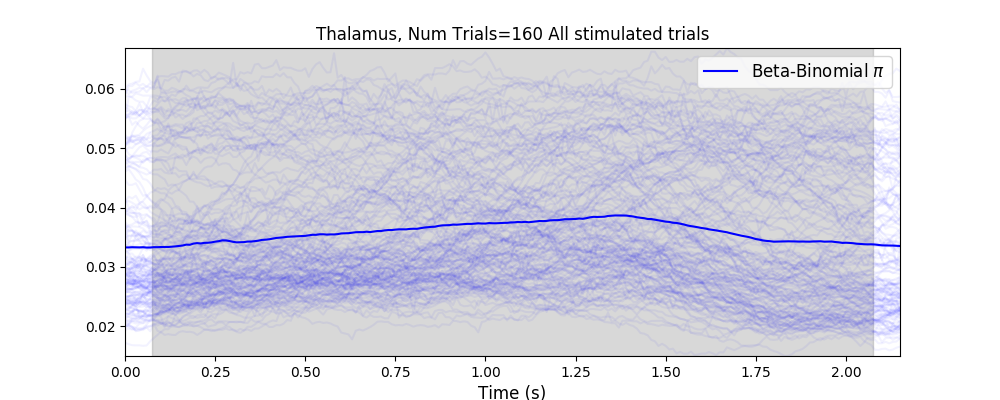 Thalamus, Num Trials=160 All stimulated trials
Beta-Binomial π
0.06
0.05
0.04
0.03
0.02
0.00 0.25 0.50 0.75 1.00 1.25 1.50 1.75 2.00
Time (s)